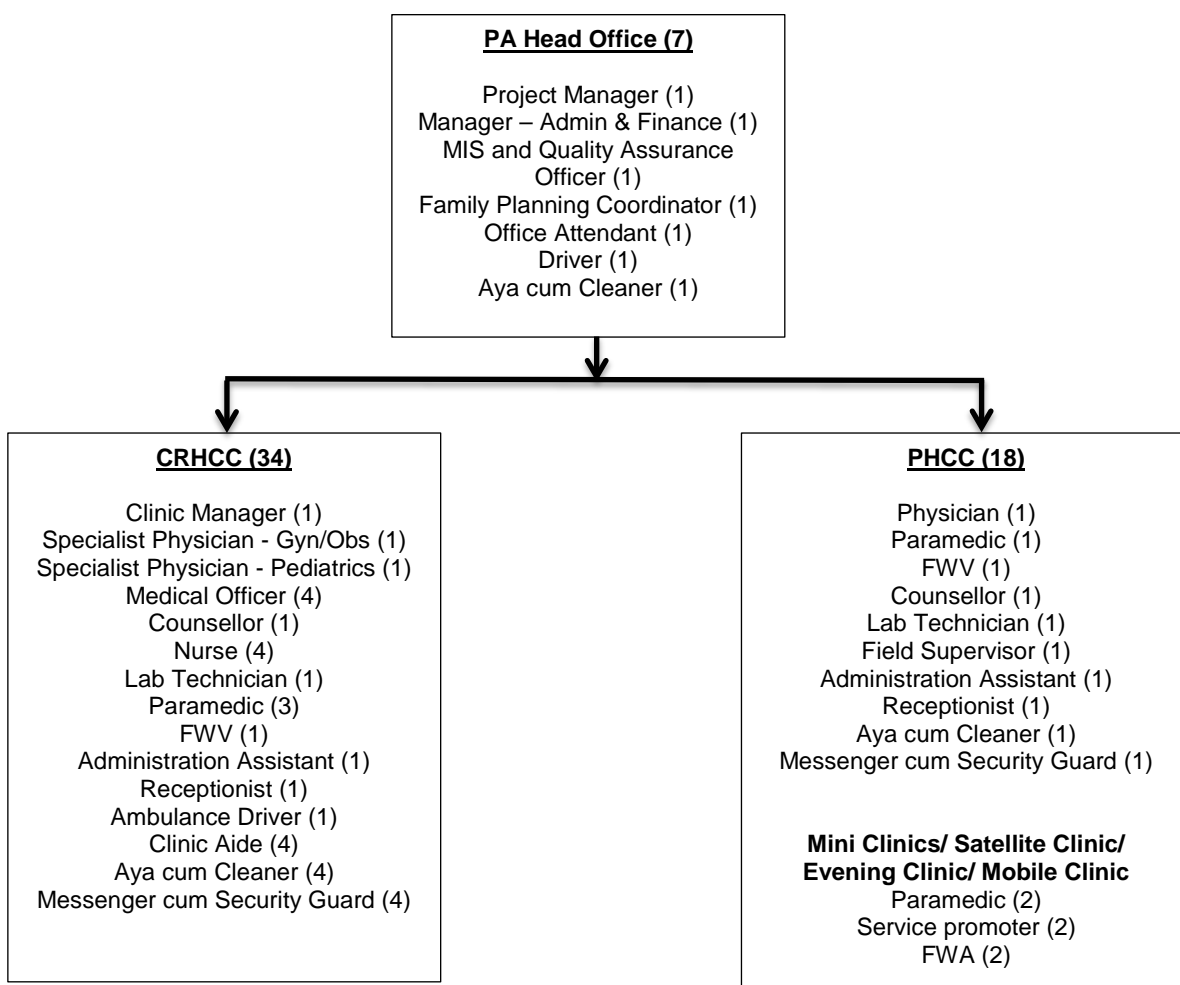 PA Head Office (7)
Project Manager (1)
Manager – Admin & Finance (1)
MIS and Quality Assurance
Officer (1)
Family Planning Coordinator (1)
Office Attendant (1)
Driver (1)
Aya cum Cleaner (1)
CRHCC (34)
Clinic Manager (1)
Specialist Physician - Gyn/Obs (1)
Specialist Physician - Pediatrics (1)
Medical Officer (4)
Counsellor (1)
Nurse (4)
Lab Technician (1)
Paramedic (3)
FWV (1)
Administration Assistant (1)
Receptionist (1)
Ambulance Driver (1)
Clinic Aide (4)
Aya cum Cleaner (4)
Messenger cum Security Guard (4)
PHCC (18)
Physician (1)
Paramedic (1)
FWV (1)
Counsellor (1)
Lab Technician (1)
Field Supervisor (1)
Administration Assistant (1)
Receptionist (1)
Aya cum Cleaner (1)
Messenger cum Security Guard (1)
Mini Clinics/ Satellite Clinic/
Evening Clinic/ Mobile Clinic
Paramedic (2)
Service promoter (2)
FWA (2)